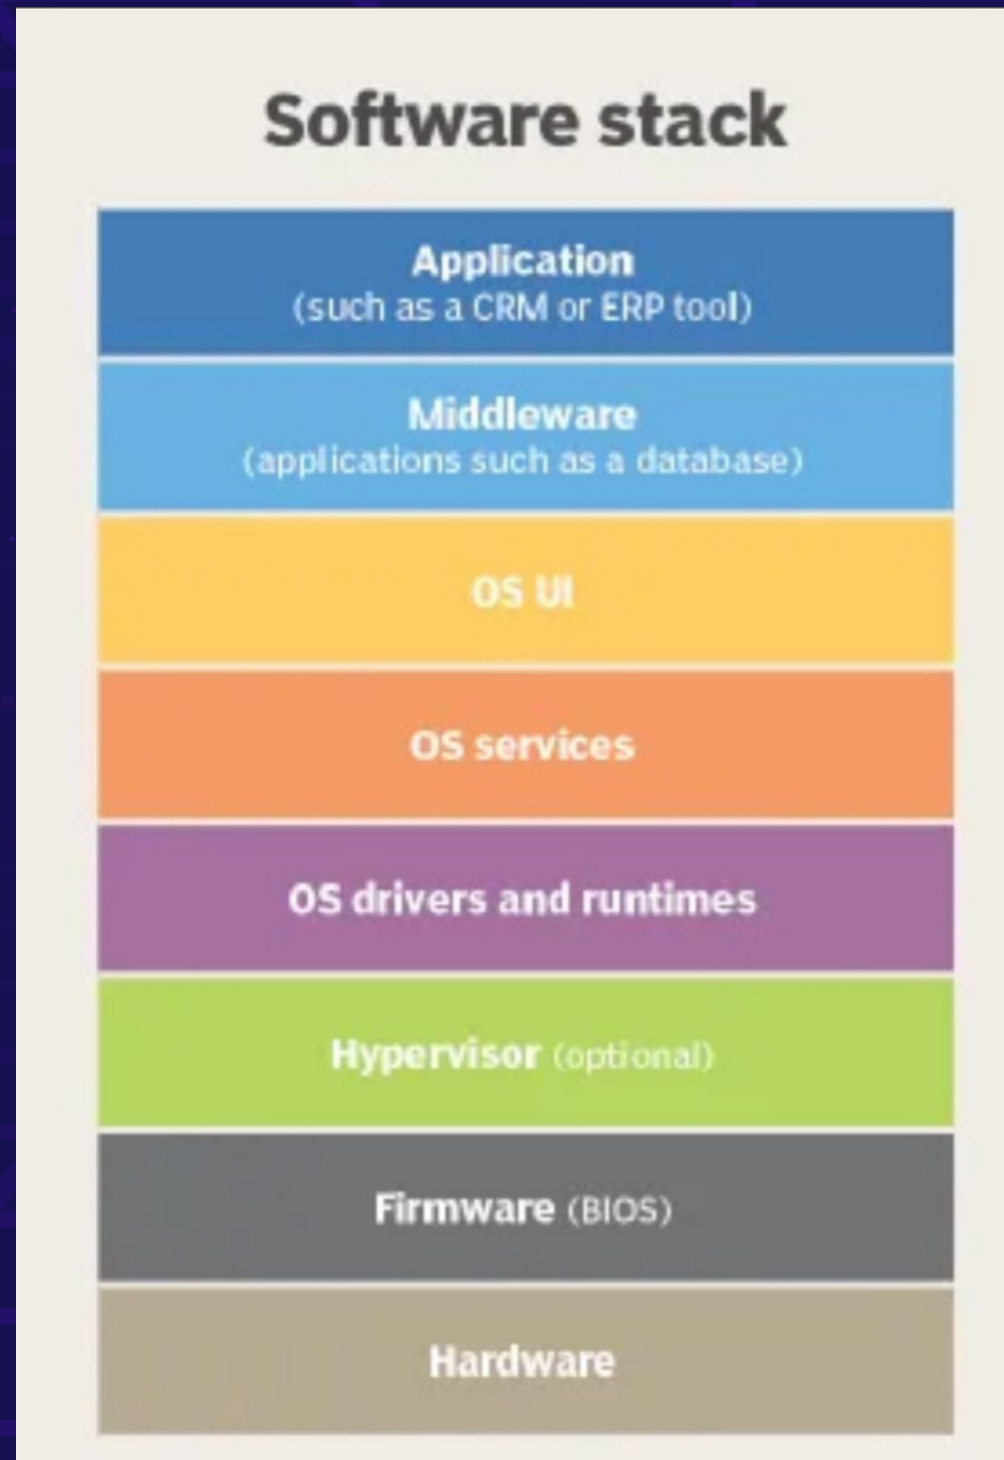 Software stack
Application
(such as a CRM or ERP tool)
Middleware
(applications such as a database)
OS UI
OS services
OS drivers and runtimes
Hypervisor (optional)
Firmware (BIOS)
Hardware